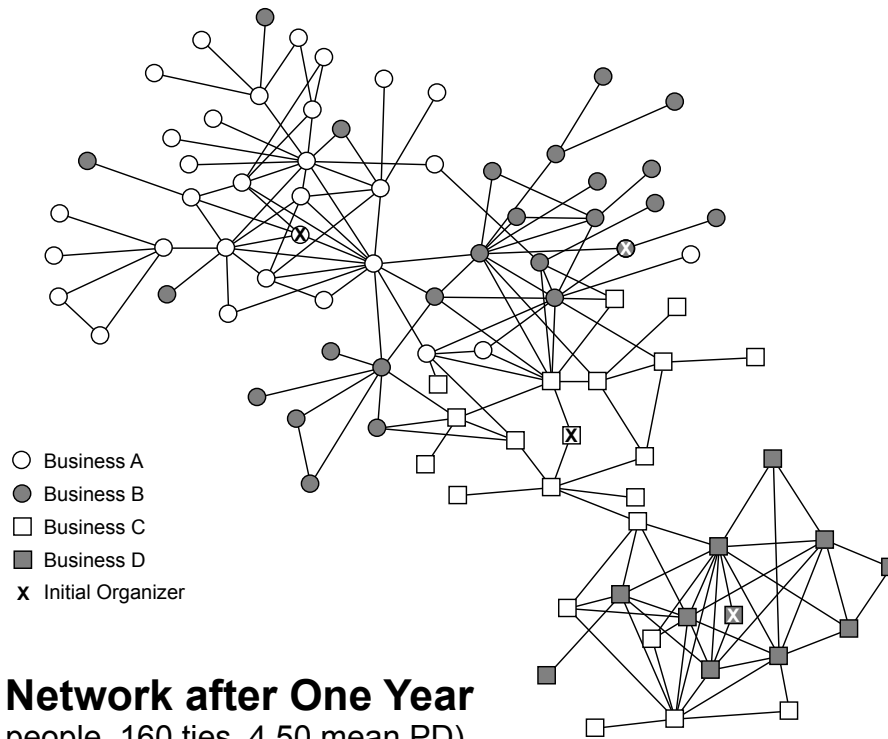 X
X
X
X
Business A
Business B
Business C
Business D
X Initial Organizer
Network after One Year
people, 160 ties, 4.50 mean PD)